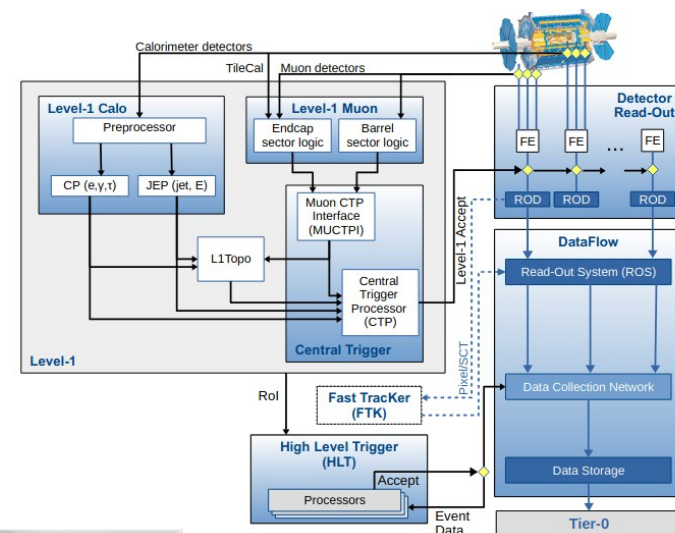 Calorimeter detectors
TileCal
Muon detectors
Level-1 Calo
Preprocessor
CP (e,γ,τ)
JEP (jet, E)
Level-1 Muon
Endcap
sector logic
Barrel
sector logic
Muon CTP
Interface
(MUCTPI)
L1Topo
Central
Trigger
Processor
(CTP)
Central Trigger
Level-1
Level-1 Accept
Detector
Read-Out
FE
FE
...
FE
ROD
ROD
ROD
DataFlow
Read-Out System (ROS)
Pixel/SCT
Data Collection Network
Data Storage
Tier-0
RoI
Fast TracKer
(FTK)
High Level Trigger
(HLT)
Accept
Processors
Event
Data